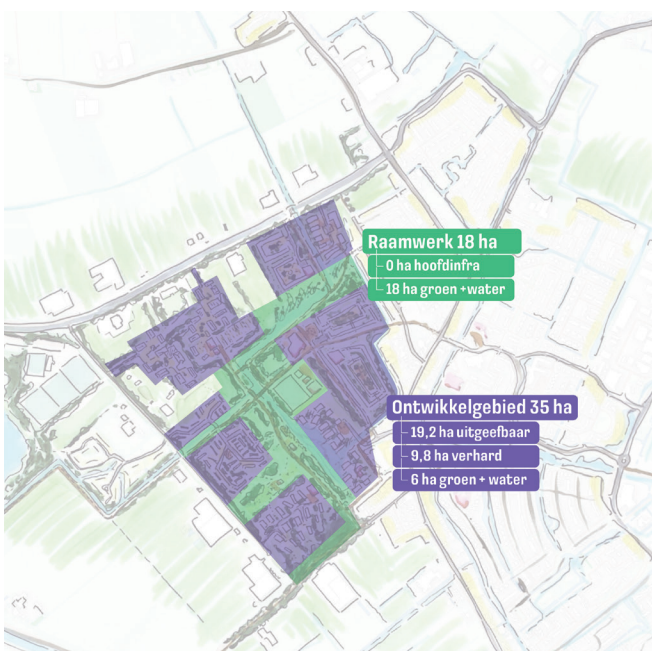 Raamwerk 18 ha
0 ha hoofdinfra
18 ha groen +water
Ontwikkelgebied 35 ha
19,2 ha uitgeefbaar
9,8 ha verhard
6 ha groen + water